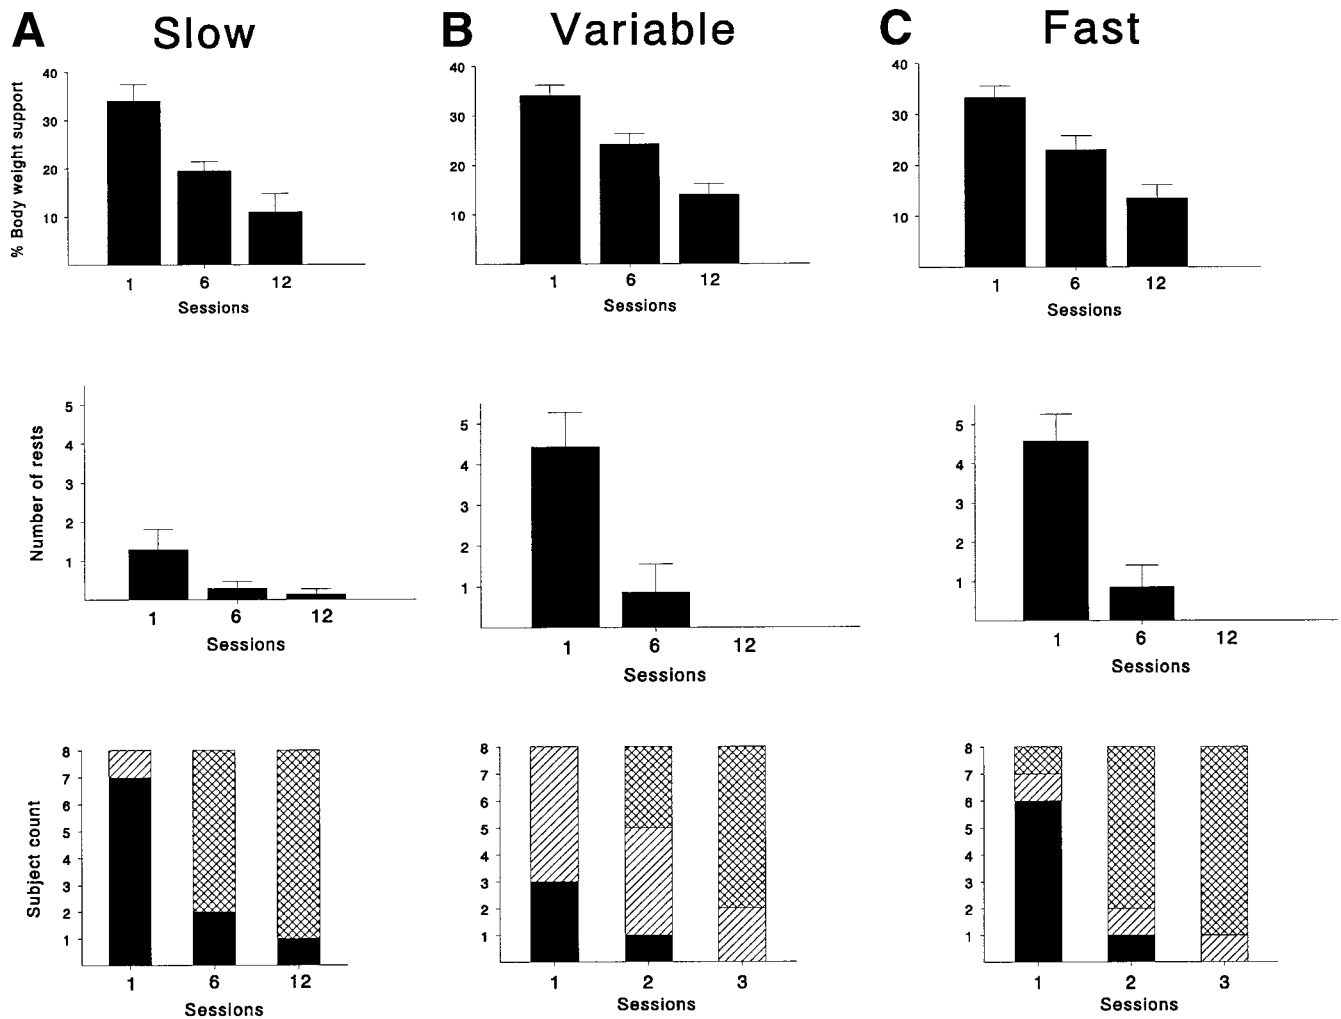 A Slow B Variable C Fast
% Body weight support
40 30 20 10
1 6 12
Sessions
40 30 20 10
1 6 12
Sessions
40 30 20 10
1 6 12
Sessions
Number of rests
5 4 3 2 1
1 6 12
Sessions
5 4 3 2 1
1 6 12
Sessions
5 4 3 2 1
1 6 12
Sessions
Subject count
8 7 6 5 4 3 2 1
1 6 12
Sessions
8 7 6 5 4 3 2 1
1 2 3
Sessions
8 7 6 5 4 3 2 1
1 2 3
Sessions